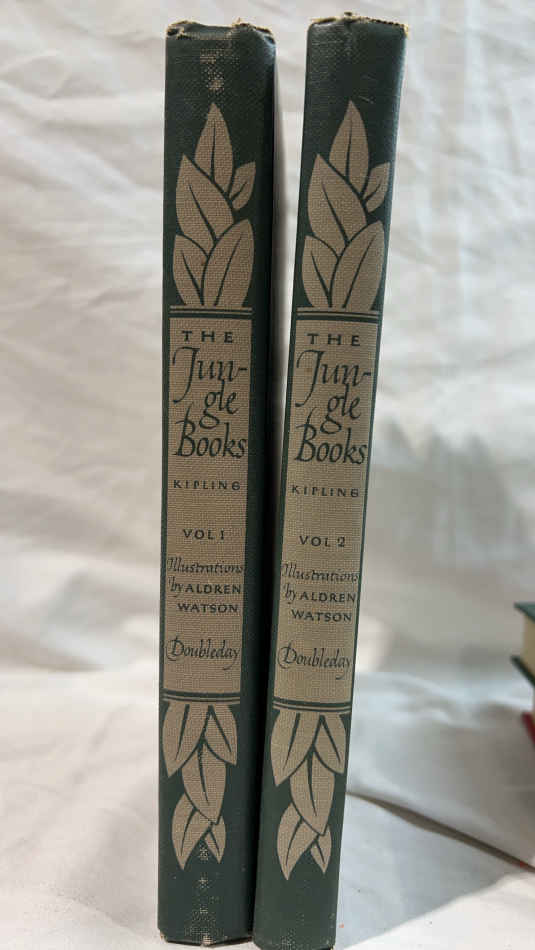 THE
Jun-
gle
Books
KIPLING
VOL 1
Illustrations
by ALDREN
WATSON
Doubleday
THE
Jun-
gle
Books
KIPLING
VOL 2
Illustrations
by ALDREN
WATSON
Doubleday